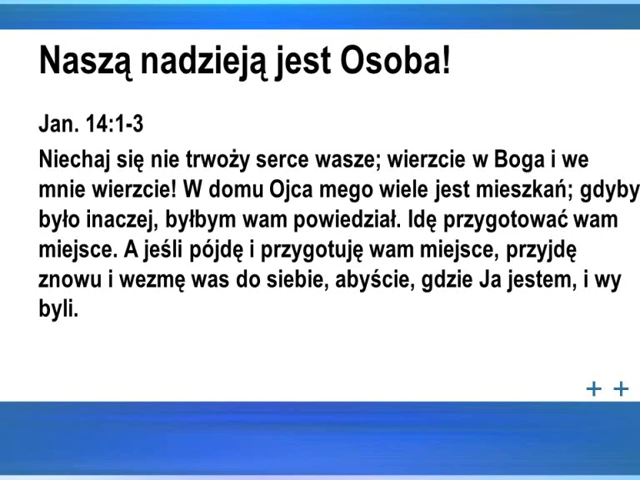 Naszą nadzieją jest Osoba!
Jan. 14:1-3
Niechaj się nie trwoży serce wasze; wierzcie w Boga i we
mnie wierzcie! W domu Ojca mego wiele jest mieszkań; gdyby
było inaczej, byłbym wam powiedział. Idę przygotować wam
miejsce. A jeśli pójdę i przygotuję wam miejsce, przyjdę
znowu i wezmę was do siebie, abyście, gdzie Ja jestem, i wy
byli.
+ +